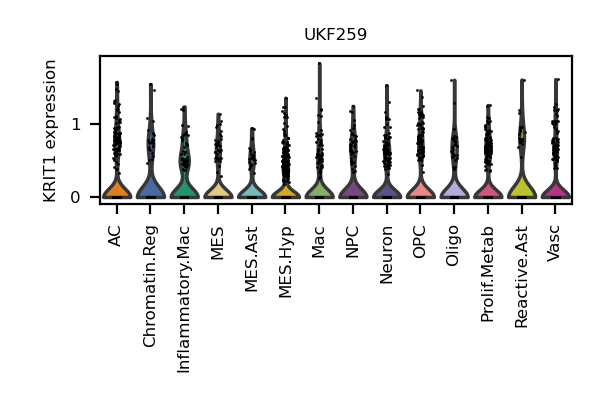 UKF259
KRIT1 expression
1
0
AC
Chromatin.Reg
Inflammatory.Mac
MES
MES.Ast
MES.Hyp
Mac
NPC
Neuron
OPC
Oligo
Prolif.Metab
Reactive.Ast
Vasc